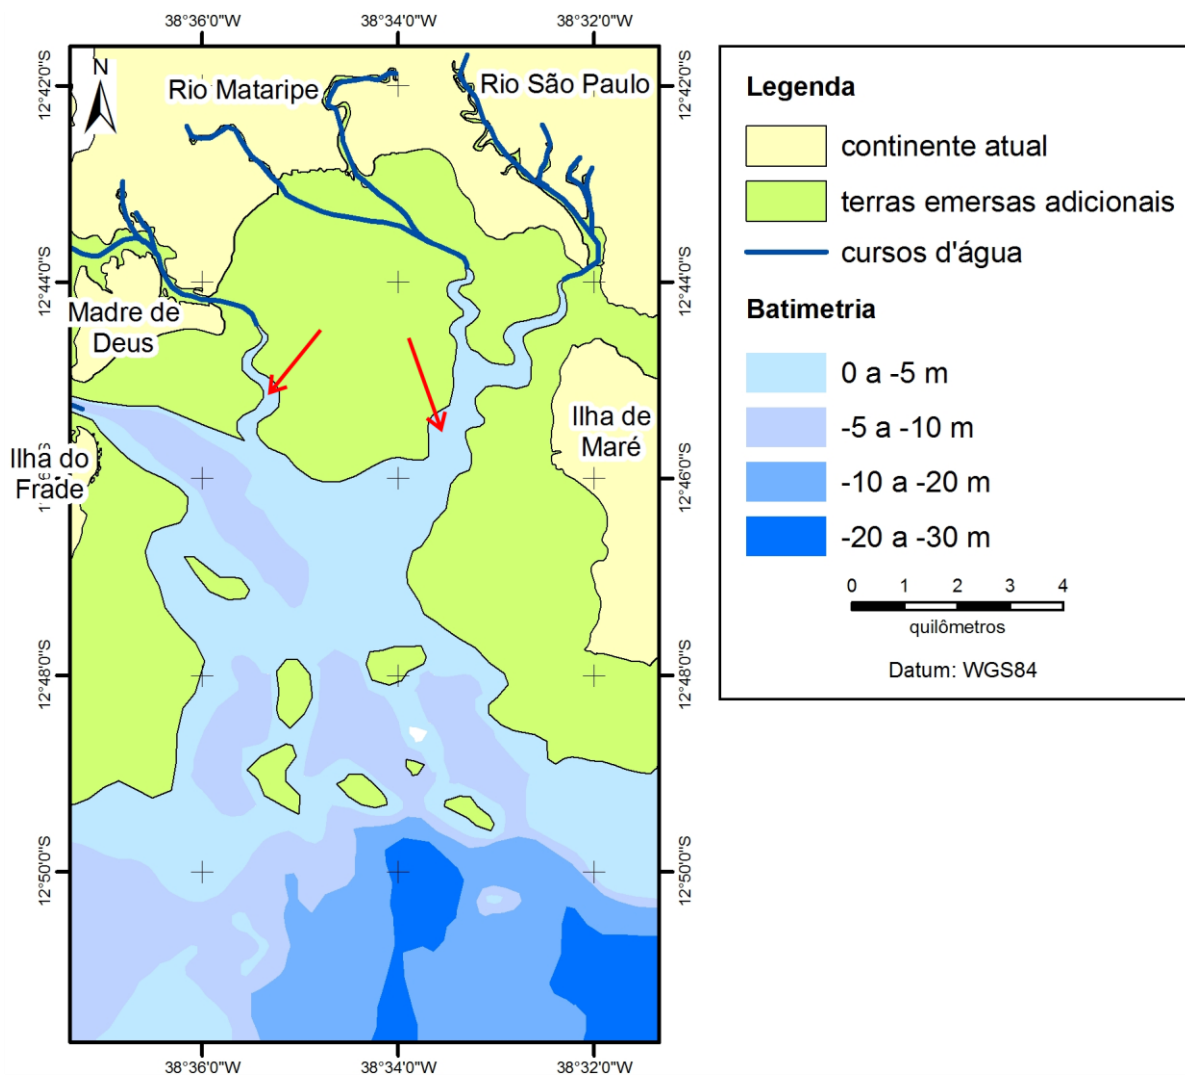 38°36'0"W
38°34'0"W
38°32'0"W
12°42'0"S
12°42'0"S
N
Rio Mataripe
Rio São Paulo
12°44'0"S
12°44'0"S
Madre de
Deus
Ilha de
Maré
Ilha do
Frade
12°46'0"S
12°48'0"S
12°48'0"S
12°50'0"S
12°50'0"S
38°36'0"W
38°34'0"W
38°32'0"W
Legenda
continente atual
terras emersas adicionais
cursos d'água
Batimetria
0 a -5 m
-5 a -10 m
-10 a -20 m
-20 a -30 m
0 1 2 3 4
quilômetros
Datum: WGS84